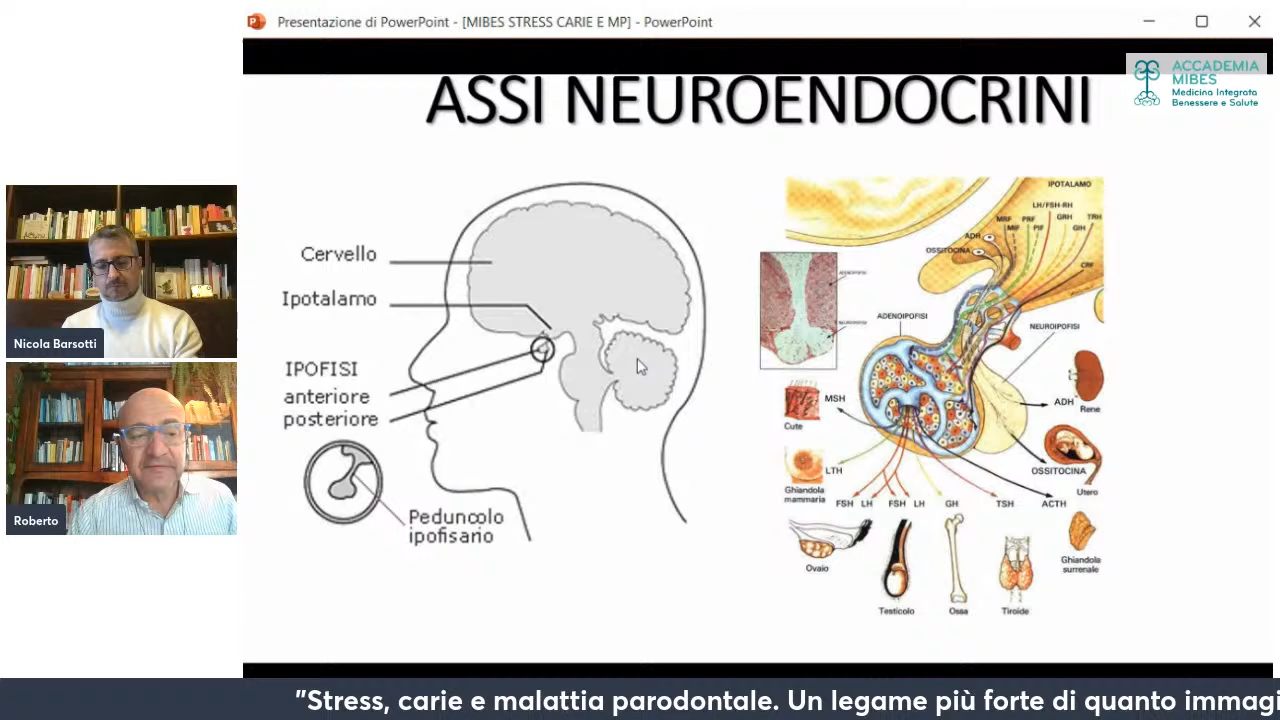 Presentazione di PowerPoint - [MIBES STRESS CARIE E MP] - PowerPoint
ACCADEMIA
MIBES
Medicina Integrata
Benessere e Salute
ASSI NEUROENDOCRINI
Cervello
Ipotalamo
IPOFISI
anteriore
posteriore
Peduncolo
ipofisario
IPOTALAMO
LH/FSH-RH
MRF
PRF
GRH
TRH
MIF
PIF
GIH
ADH
OSSITOCINA
CRF
ADENOIPOFISI
NEUROIPOFISI
ADENOIPOFISI
NEUROIPOFISI
MSH
Cute
ADH
Rene
LTH
Ghiandola
mammaria
OSSITOCINA
Utero
FSH
LH
FSH
LH
GH
TSH
ACTH
Ovaio
Testicolo
Ossa
Tiroide
Ghiandola
surrenale
Nicola Barsotti
Roberto
"Stress, carie e malattia parodontale. Un legame più forte di quanto immagi